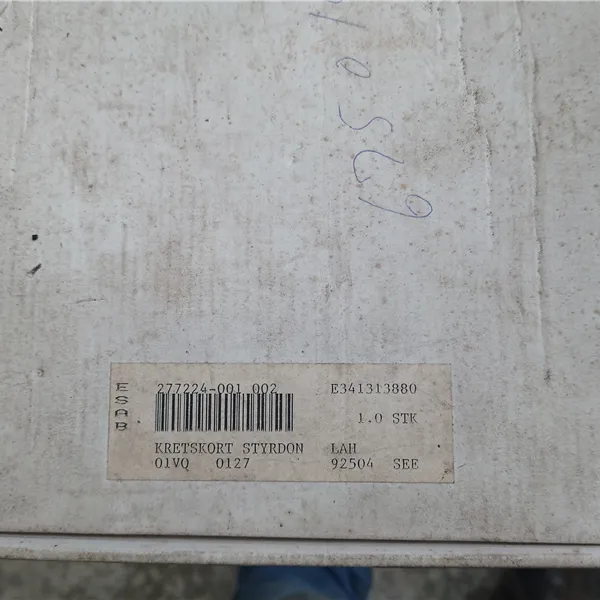 ESAB
277224-001 002 E341313880
1.0 STK
KRETSKORT STYRDON LAH
01VQ 0127 92504 SEE